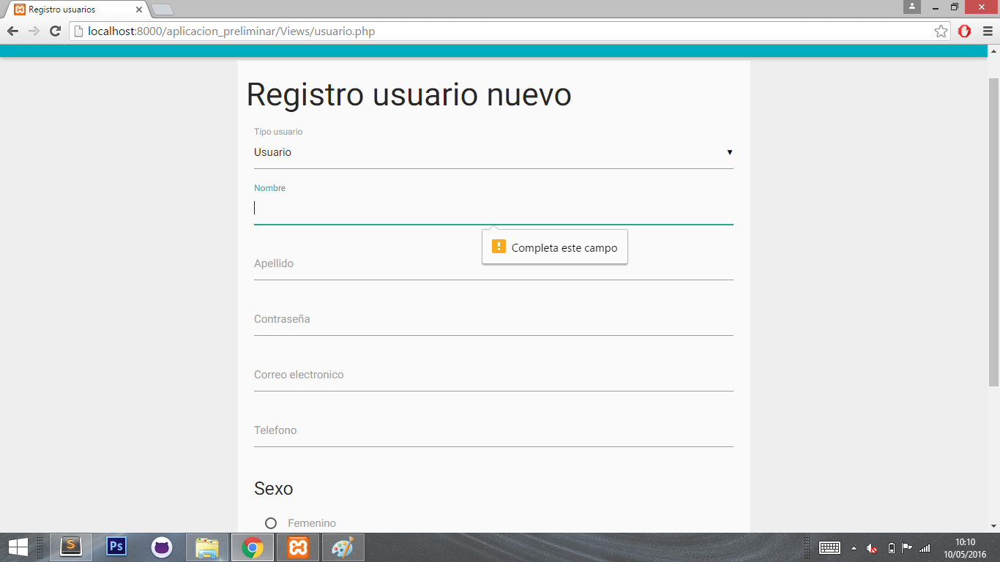 Registro usuarios
localhost:8000/aplicacion_preliminar/Views/usuario.php
Registro usuario nuevo
Tipo usuario
Usuario
Nombre
Completa este campo
Apellido
Contraseña
Correo electronico
Telefono
Sexo
Femenino
S
Ps
10:10
10/05/2016